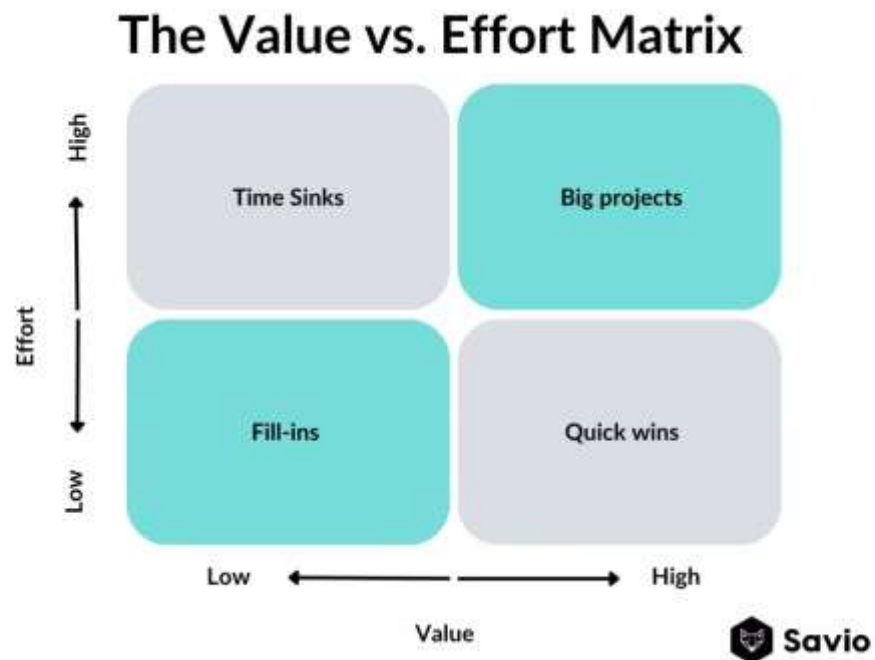 The Value vs. Effort Matrix
High
Time Sinks
Big projects
Effort
Fill-ins
Quick wins
Low
Low
High
Value
Savio